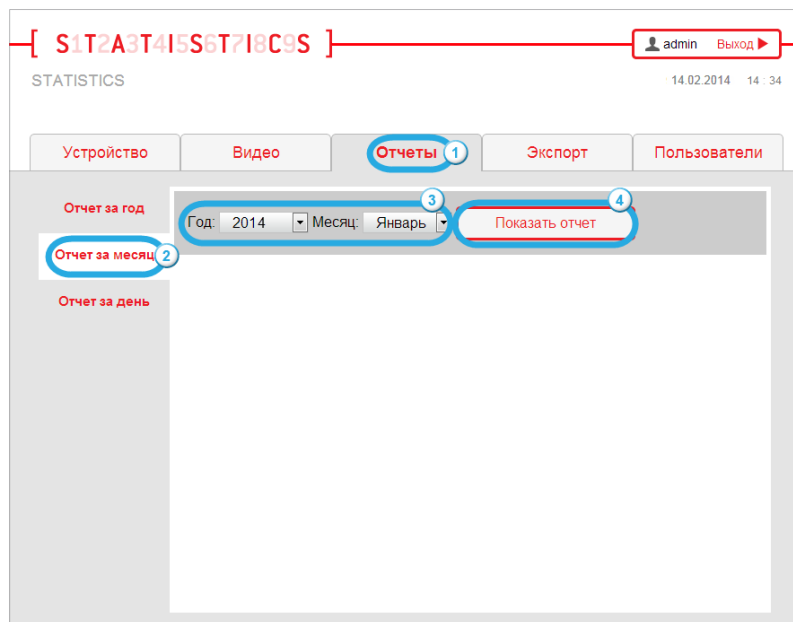 [ S1T2A3T4I5S6T7I8C9S ]
admin Выход
STATISTICS
14.02.2014 14 : 34
Устройство Видео Отчеты 1 Экспорт Пользователи
Отчет за год
3 4
Год: 2014 Месяц: Январь Показать отчет
Отчет за месяц 2
Отчет за день